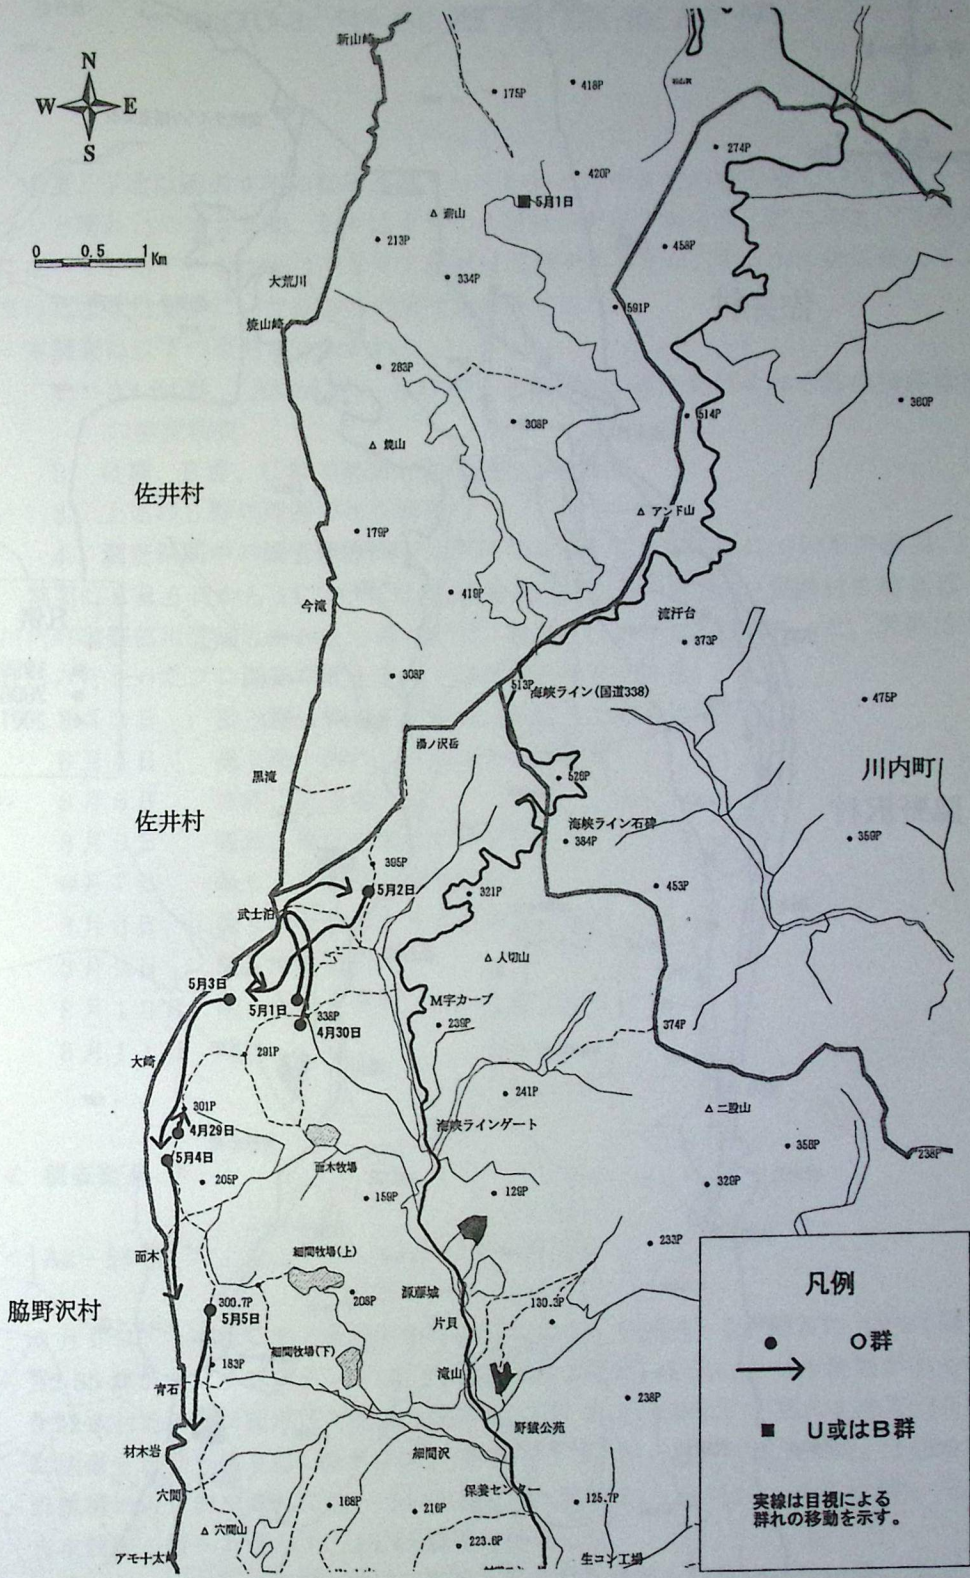 新山崎
N
W E
S
175P
418P
274P
420P
5月1日
蒼山
213P
458P
0 0.5 1 Km
334P
大荒川
591P
焼山崎
283P
360P
308P
514P
焼山
佐井村
アンド山
179P
419P
今滝
流汗台
373P
308P
513P
海峡ライン(国道338)
475P
湯ノ沢岳
川内町
黒滝
526P
佐井村
海峡ライン石碑
384P
359P
395P
5月2日
321P
453P
武士泊
人切山
5月3日
5月1日
M字カーブ
338P
239P
374P
4月30日
291P
大崎
241P
301P
二股山
4月29日
海峡ラインゲート
358P
238P
5月4日
面木牧場
205P
159P
129P
329P
面木
細間牧場(上)
233P
凡例
脇野沢村
300.7P
208P
源藤城
130.3P
5月5日
片貝
O群
細間牧場(下)
183P
滝山
青石
238P
U或はB群
野猿公苑
材木岩
細間沢
穴間
保養センター
実線は目視による
群れの移動を示す。
168P
216P
125.7P
穴間山
223.6P
アモ十太崎
生コン工場